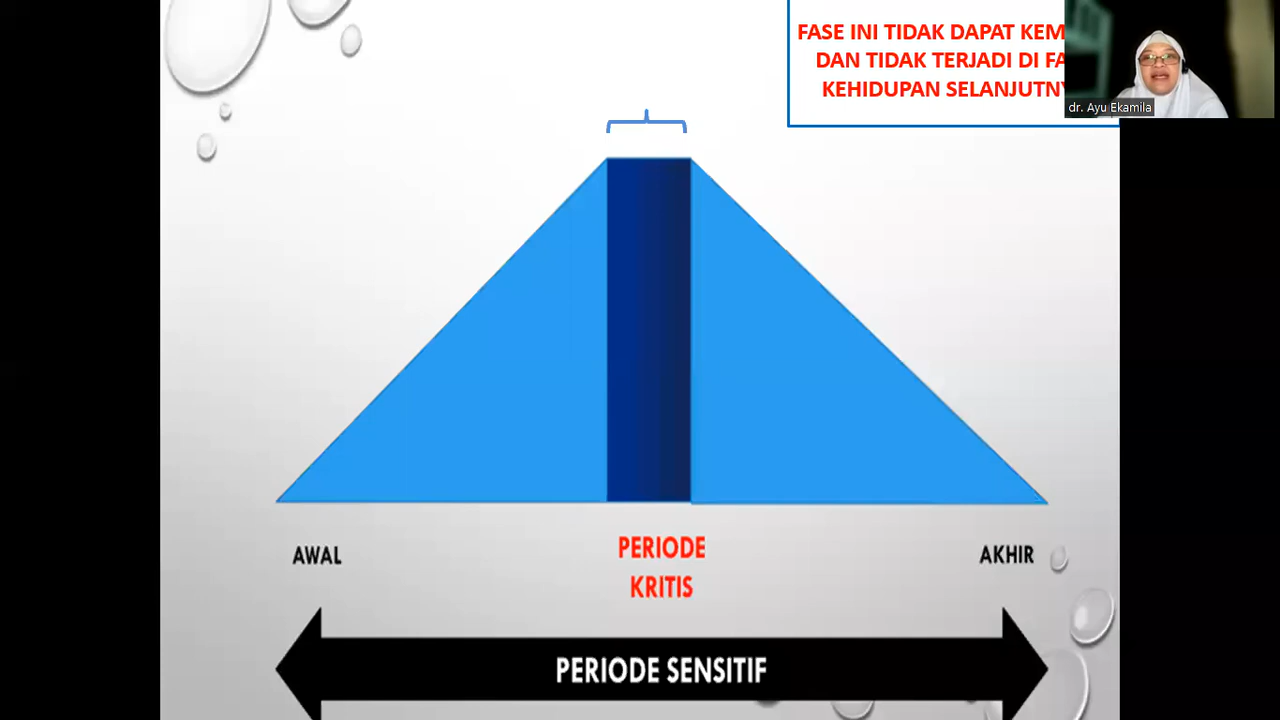 FASE INI TIDAK DAPAT KEM
DAN TIDAK TERJADI DI FA
KEHIDUPAN SELANJUTN
dr. Ayu Ekamila
PERIODE
KRITIS
AWAL
AKHIR
PERIODE SENSITIF